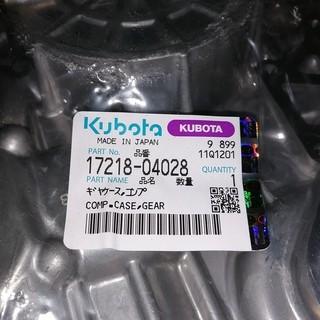 Kubota KUBOTA
MADE IN JAPAN 9 899
PART No. 品番 11Q1201
17218-04028 QUANTITY
PART NAME 品名 数量 1
ギヤケース,コンプ
COMP.CASE,GEAR